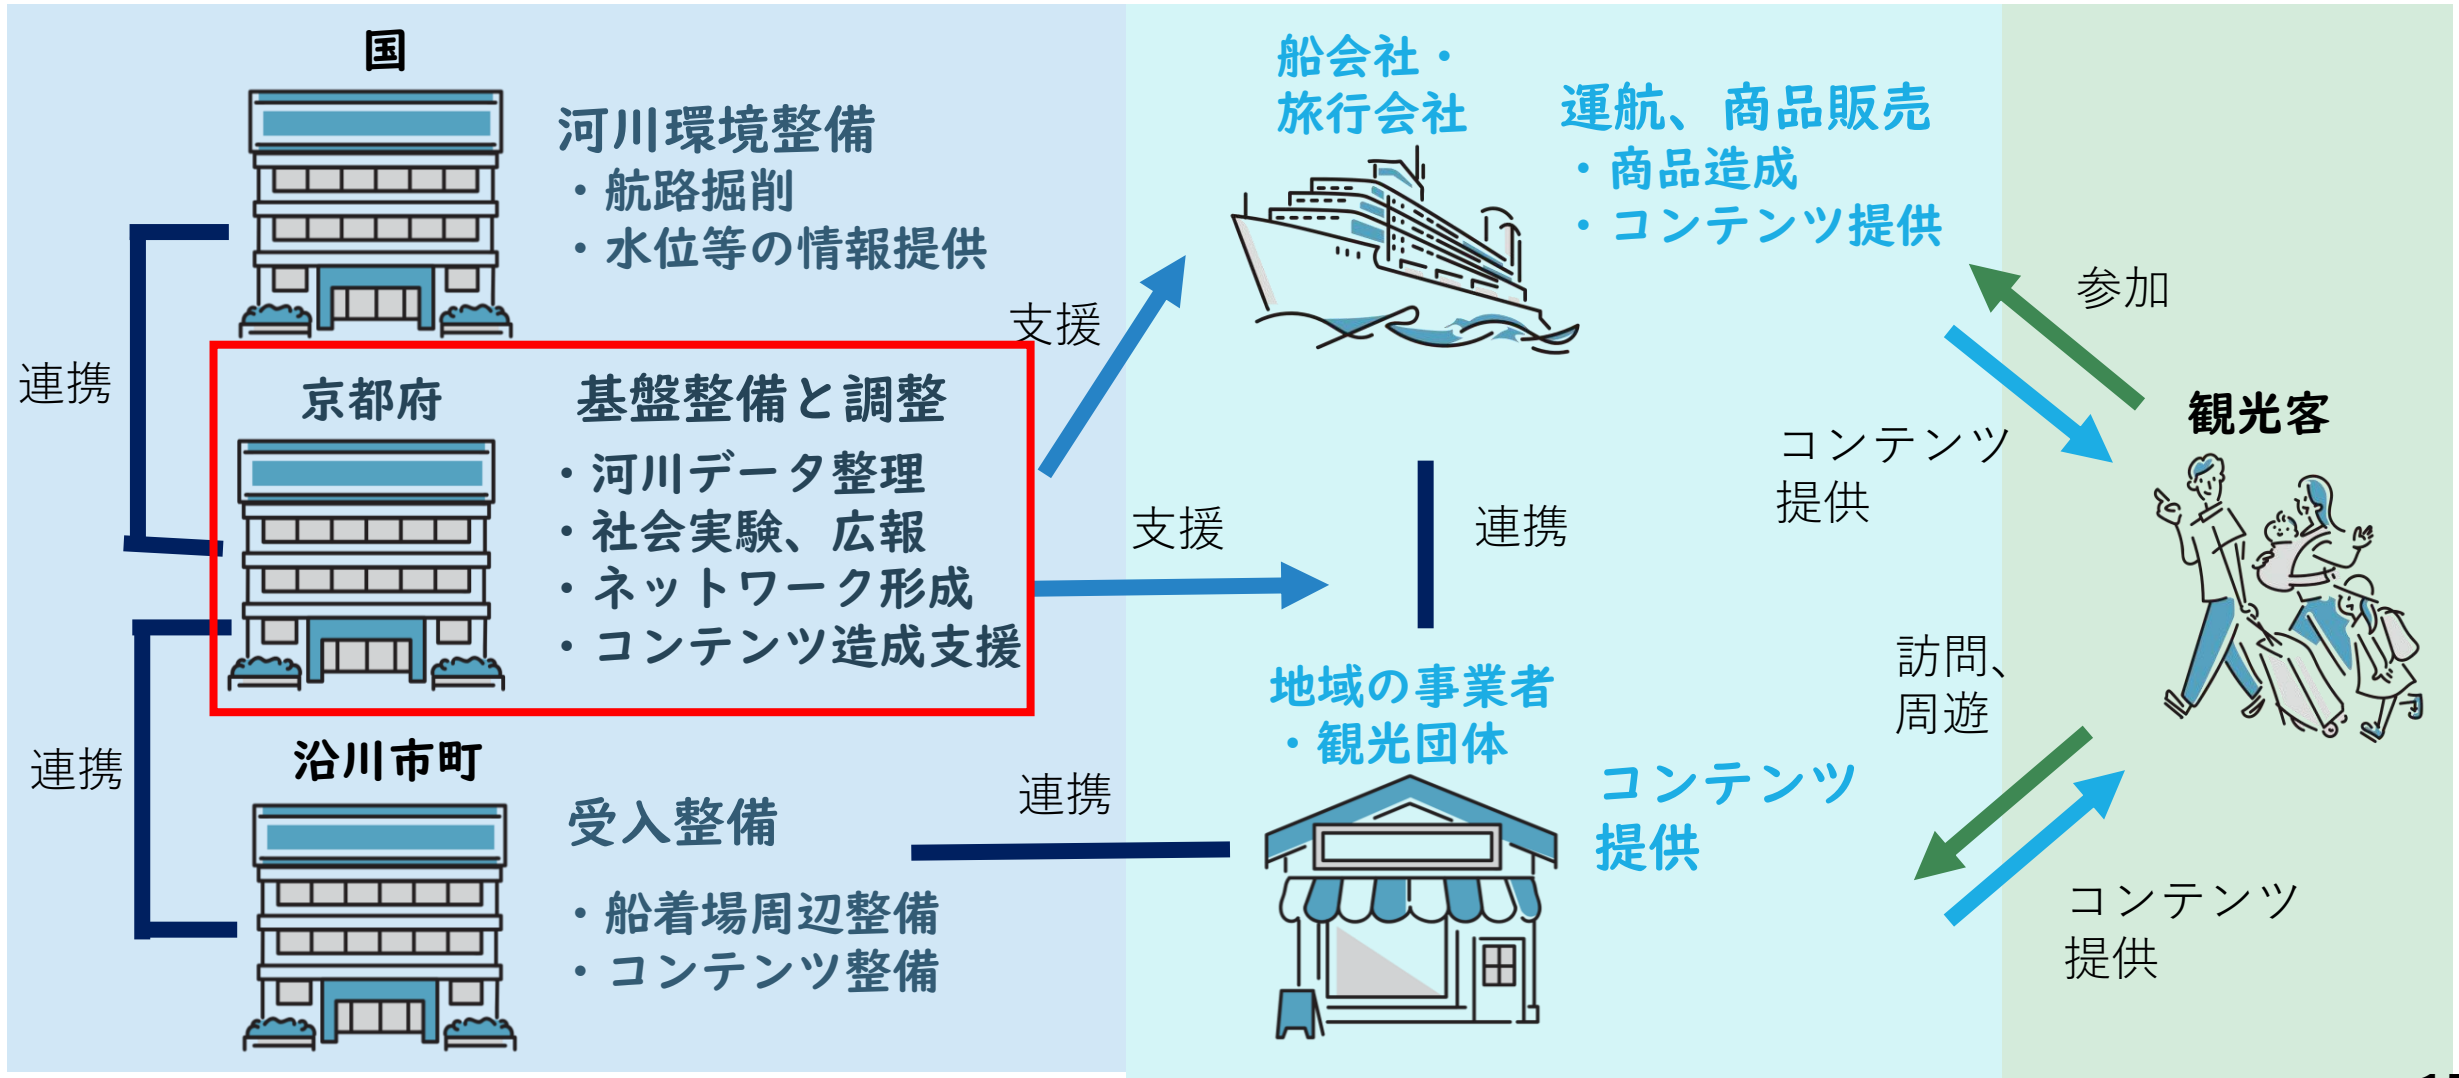 国
河川環境整備
・航路掘削
・水位等の情報提供
連携
京都府
基盤整備と調整
・河川データ整理
・社会実験、広報
・ネットワーク形成
・コンテンツ造成支援
連携
沿川市町
受入整備
・船着場周辺整備
・コンテンツ整備
支援
支援
連携
船会社・
旅行会社
運航、商品販売
・商品造成
・コンテンツ提供
連携
地域の事業者
・観光団体
コンテンツ
提供
参加
コンテンツ
提供
観光客
訪問、
周遊
コンテンツ
提供